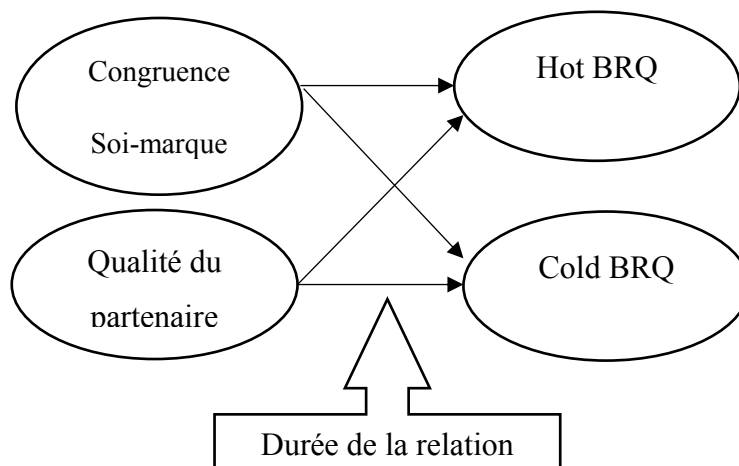 Congruence
Soi-marque
Hot BRQ
Qualité du
partenaire
Cold BRQ
Durée de la relation